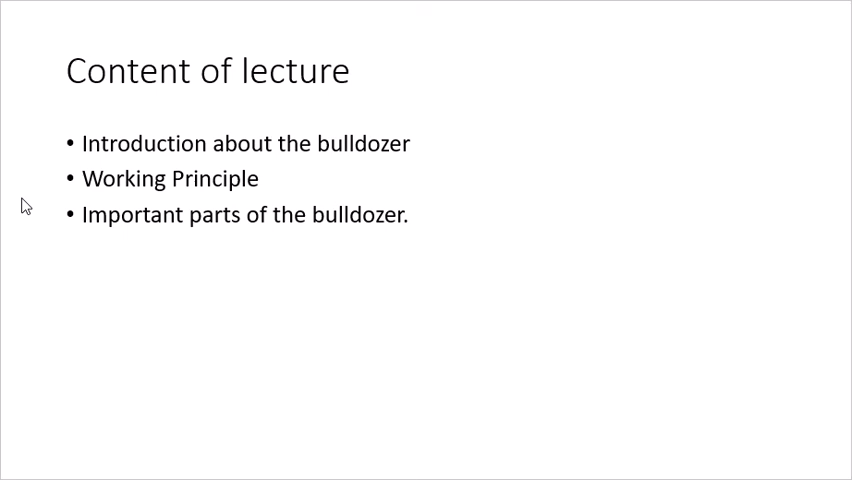 Content of lecture
• Introduction about the bulldozer
• Working Principle
• Important parts of the bulldozer.